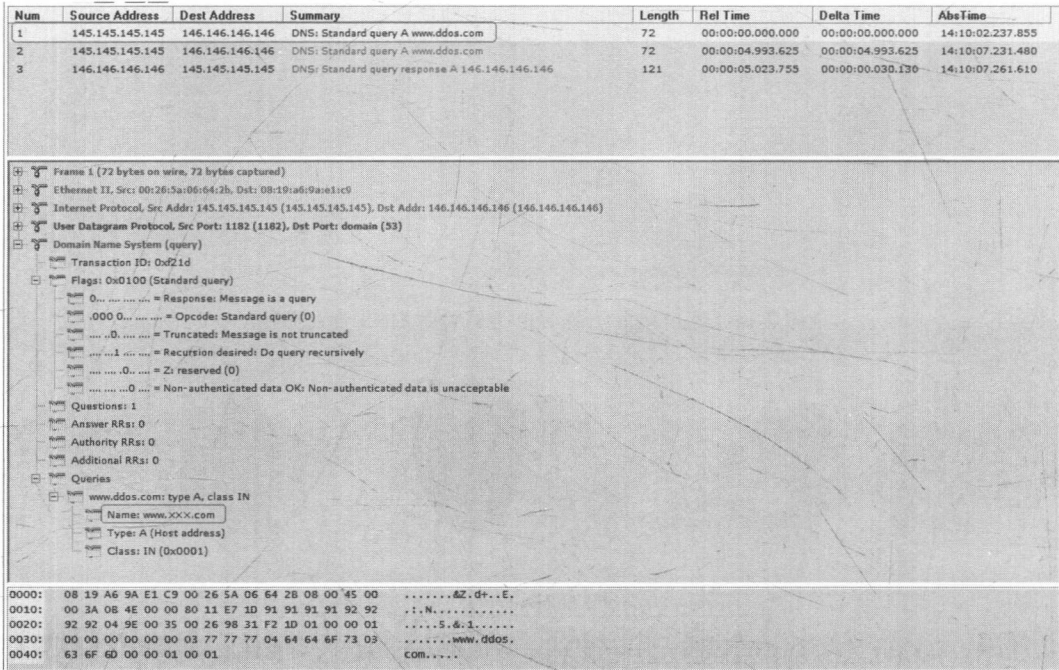 Num Source Address Dest Address Summary Length Rel Time Delta Time AbsTime
1 145.145.145.145 146.146.146.146 DNS: Standard query A www.ddos.com 72 00:00:00.000.000 00:00:00.000.000 14:10:02.237.855
2 145.145.145.145 146.146.146.146 DNS: Standard query A www.ddos.com 72 00:00:04.993.625 00:00:04.993.625 14:10:07.231.480
3 146.146.146.146 145.145.145.145 DNS: Standard query response A 146.146.146.146 121 00:00:05.023.755 00:00:00.030.130 14:10:07.261.610
Frame 1 (72 bytes on wire, 72 bytes captured)
Ethernet II, Src: 00:26:5a:06:64:2b, Dst: 08:19:a6:9a:e1:c9
Internet Protocol, Src Addr: 145.145.145.145 (145.145.145.145), Dst Addr: 146.146.146.146 (146.146.146.146)
User Datagram Protocol, Src Port: 1182 (1182), Dst Port: domain (53)
Domain Name System (query)
Transaction ID: 0xf21d
Flags: 0x0100 (Standard query)
0... .... .... .... = Response: Message is a query
.000 0... .... .... = Opcode: Standard query (0)
.... ..0. .... .... = Truncated: Message is not truncated
.... ...1 .... .... = Recursion desired: Do query recursively
.... .... .0.. .... = Z: reserved (0)
.... .... ...0 .... = Non-authenticated data OK: Non-authenticated data is unacceptable
Questions: 1
Answer RRs: 0
Authority RRs: 0
Additional RRs: 0
Queries
www.ddos.com: type A, class IN
Name: www.XXX.com
Type: A (Host address)
Class: IN (0x0001)
0000: 08 19 A6 9A E1 C9 00 26 5A 06 64 2B 08 00 45 00 .......&Z.d+..E.
0010: 00 3A 0B 4E 00 00 80 11 E7 1D 91 91 91 91 92 92 .:.N............
0020: 92 92 04 9E 00 35 00 26 98 31 F2 1D 01 00 00 01 .....5.&.1......
0030: 00 00 00 00 00 00 03 77 77 77 04 64 64 6F 73 03 .......www.ddos.
0040: 63 6F 6D 00 00 01 00 01 com.....